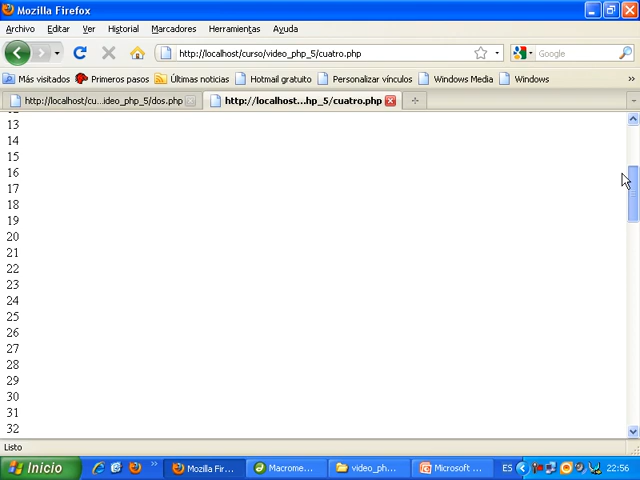 Mozilla Firefox
Archivo Editar Ver Historial Marcadores Herramientas Ayuda
http://localhost/curso/video_php_5/cuatro.php
Google
Más visitados Primeros pasos Últimas noticias Hotmail gratuito Personalizar vínculos Windows Media Windows »
http://localhost/cu...ideo_php_5/dos.php http://localhost...hp_5/cuatro.php
12
13
14
15
16
17
18
19
20
21
22
23
24
25
26
27
28
29
30
31
32
Listo
Inicio » Mozilla Fir... Macrome... video_ph... Microsoft ... ES 22:56